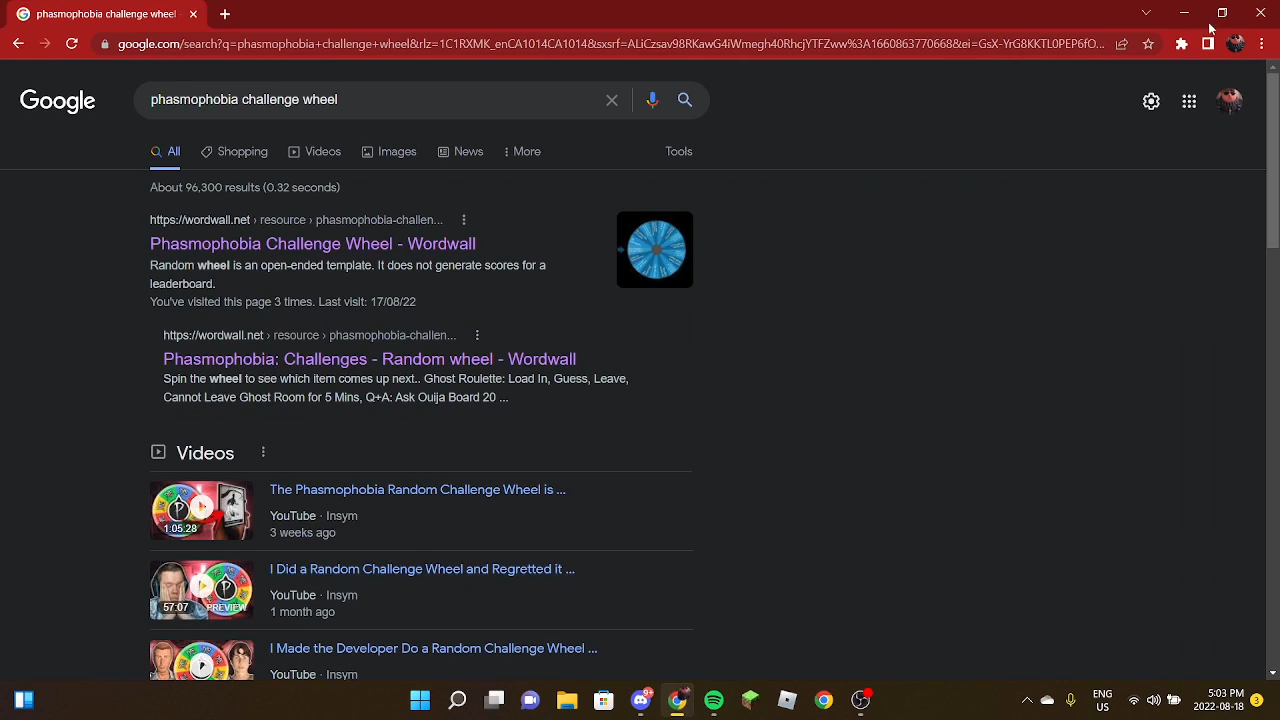 phasmophobia challenge wheel
google.com/search?q=phasmophobia+challenge+wheel&rlz=1C1RXMK_enCA1014CA1014&sxsrf=ALiCzsav98RKawG4iWmegh40RhcjYTFZww%3A1660863770668&ei=GsX-YrG8KKTL0PEP6fO...
Google
phasmophobia challenge wheel
All Shopping Videos Images News More Tools
About 96,300 results (0.32 seconds)
https://wordwall.net › resource › phasmophobia-challen...
Phasmophobia Challenge Wheel - Wordwall
Random wheel is an open-ended template. It does not generate scores for a
leaderboard.
You've visited this page 3 times. Last visit: 17/08/22
https://wordwall.net › resource › phasmophobia-challen...
Phasmophobia: Challenges - Random wheel - Wordwall
Spin the wheel to see which item comes up next.. Ghost Roulette: Load In, Guess, Leave,
Cannot Leave Ghost Room for 5 Mins, Q+A: Ask Ouija Board 20 ...
Videos
The Phasmophobia Random Challenge Wheel is ...
YouTube · Insym
1:05:28
3 weeks ago
I Did a Random Challenge Wheel and Regretted it ...
YouTube · Insym
57:07 PREVIEW
1 month ago
I Made the Developer Do a Random Challenge Wheel ...
YouTube · Insym
9+
ENG
US
5:03 PM
2022-08-18
3